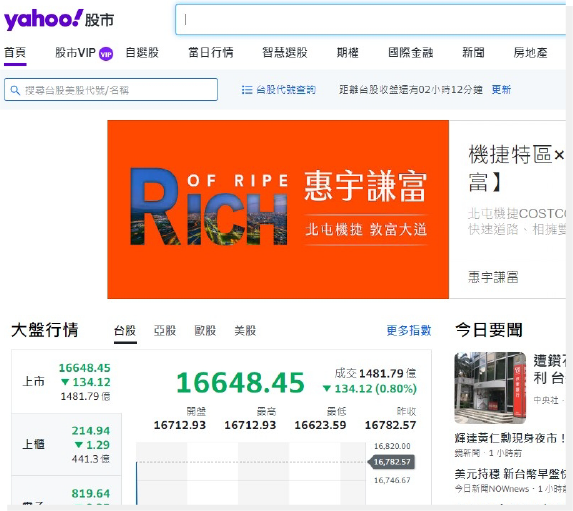 yahoo! 股市
首頁 股市VIP VIP 自選股 當日行情 智慧選股 期權 國際金融 新聞 房地產
搜尋台股美股代號/名稱 台股代號查詢 距離台股收盤還有02小時12分鐘 更新
OF RIPE
RICH
惠宇謙富
北屯機捷 敦富大道
機捷特區×
富】
北屯機捷COSTCO
快速道路、相擁雙
惠宇謙富
大盤行情 台股 亞股 歐股 美股 更多指數
上市 16648.45
▼ 134.12
1481.79 億
上櫃 214.94
▼ 1.29
441.3 億
819.64
16648.45 成交 1481.79 億
▼ 134.12 (0.80%)
開盤 最高 最低 昨收
16712.93 16712.93 16623.59 16782.57
16,820.00
16,782.57
16,746.67
今日要聞
遭鑽石
利 台
中央社 ·
輝達黃仁勳現身夜市!
鏡新聞 · 1 小時前
美元持穩 新台幣早盤
今日新聞NOWnews · 1 小時前